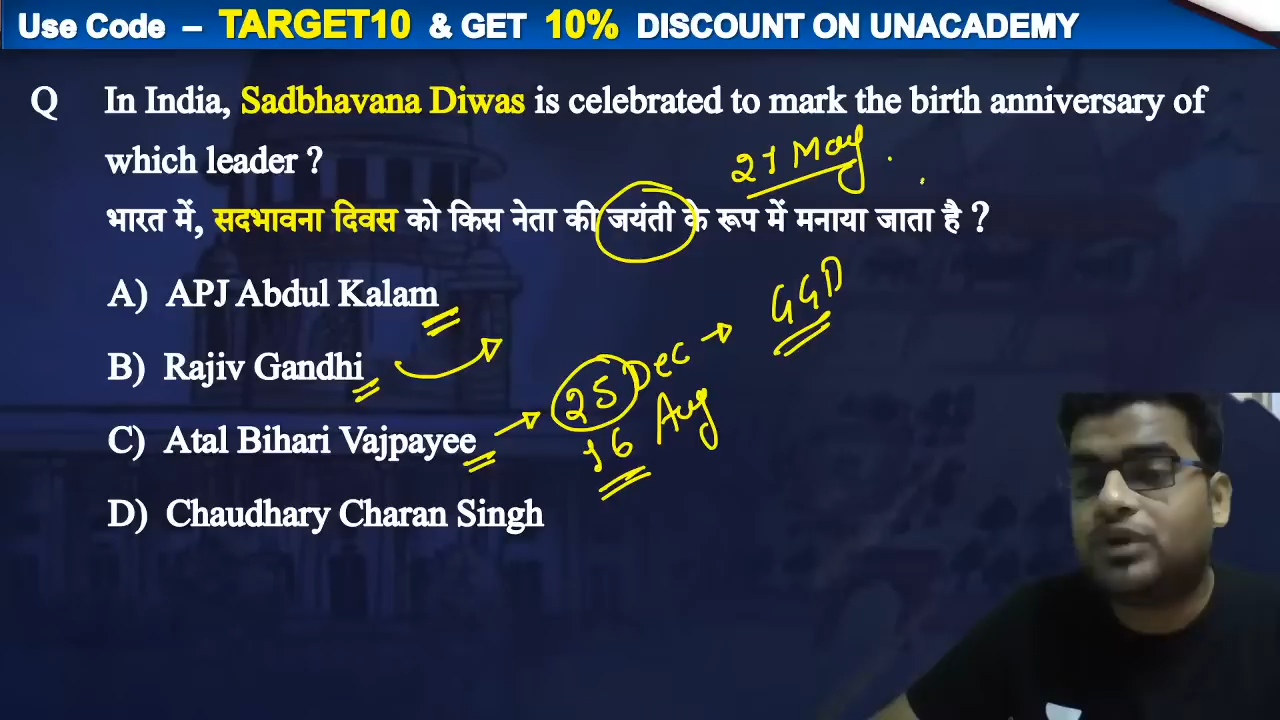 Use Code – TARGET10 & GET 10% DISCOUNT ON UNACADEMY
Q In India, Sadbhavana Diwas is celebrated to mark the birth anniversary of
which leader ?
21 May
भारत में, सदभावना दिवस को किस नेता की जयंती के रूप में मनाया जाता है ?
A) APJ Abdul Kalam
GGD
B) Rajiv Gandhi
25 Dec
C) Atal Bihari Vajpayee
16 Aug
D) Chaudhary Charan Singh